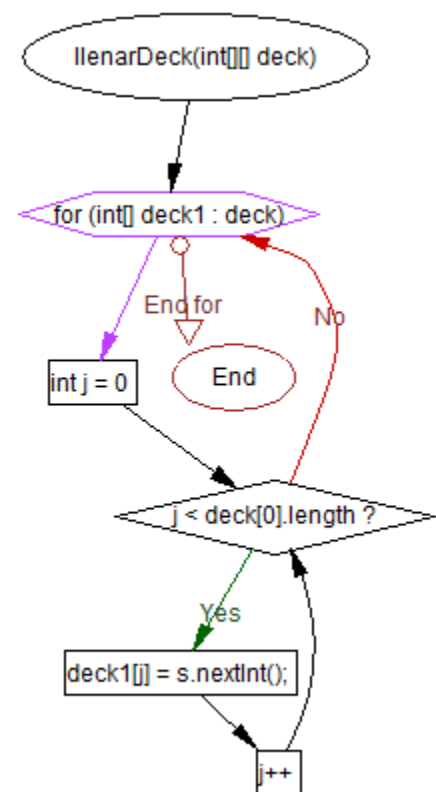 llenarDeck(int[][] deck)
for (int[] deck1 : deck)
End for
No
int j = 0
End
j < deck[0].length ?
Yes
deck1[j] = s.nextInt();
j++